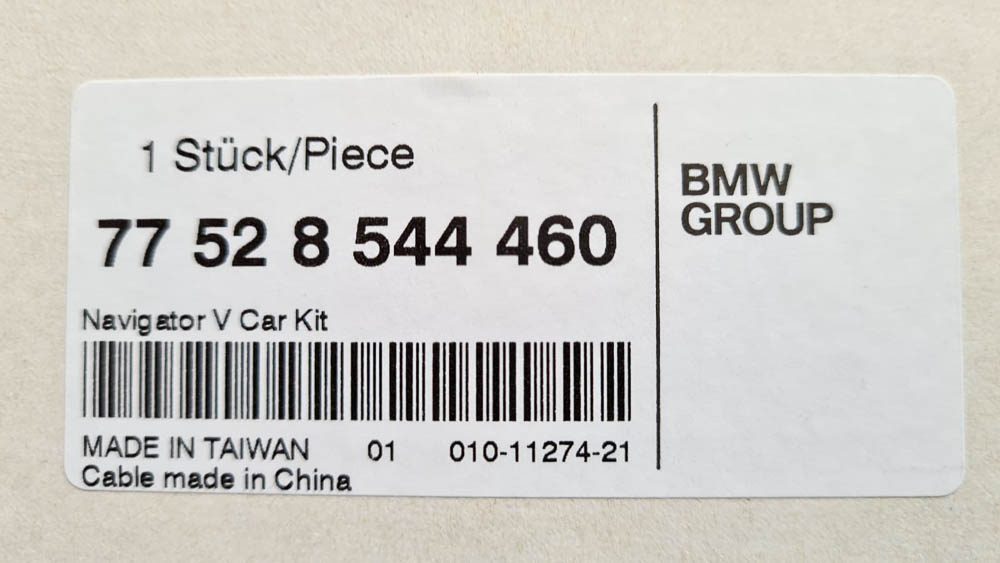 1 Stück/Piece
77 52 8 544 460
Navigator V Car Kit
MADE IN TAIWAN 01 010-11274-21
Cable made in China
BMW
GROUP